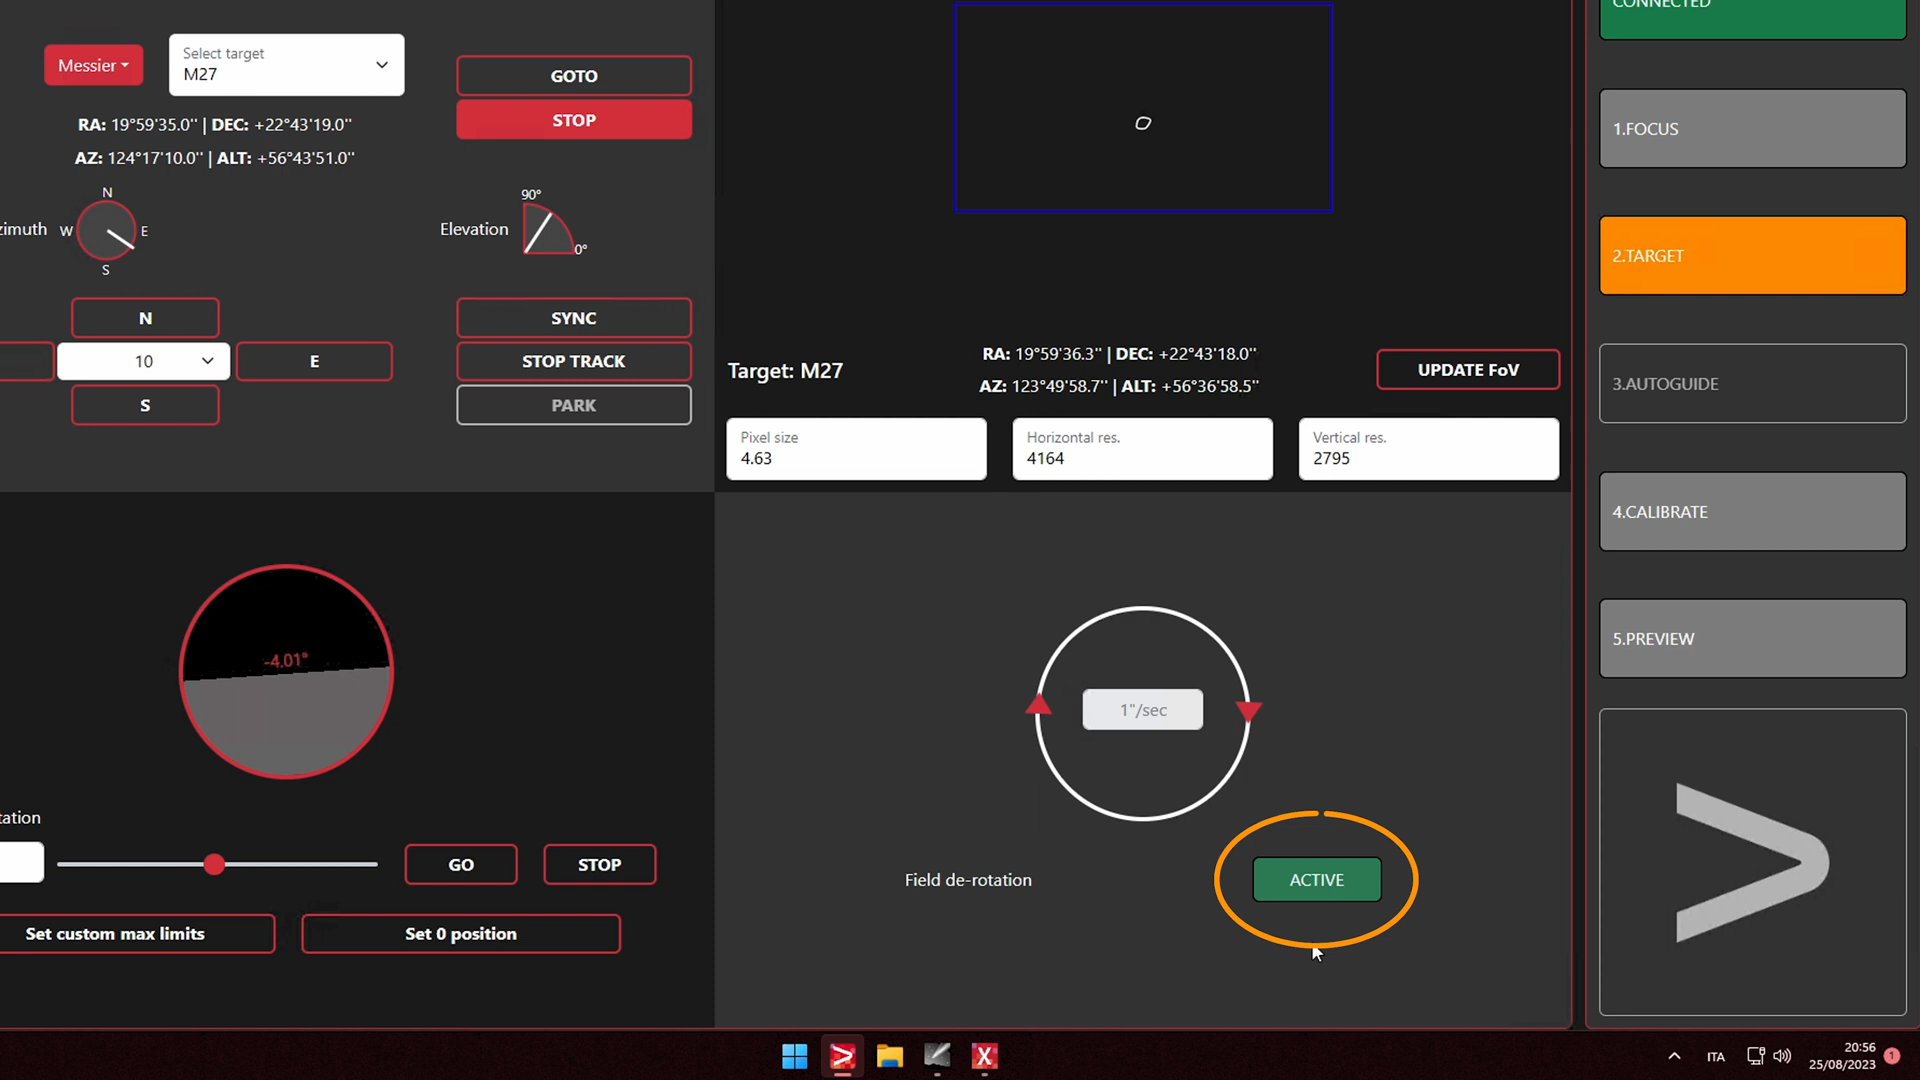 CONNECTED
Messier
Select target
M27
GOTO
STOP
RA: 19°59'35.0'' | DEC: +22°43'19.0''
AZ: 124°17'10.0'' | ALT: +56°43'51.0''
N
W
E
S
zimuth
Elevation
90°
0°
N
10
E
S
SYNC
STOP TRACK
PARK
Target: M27
RA: 19°59'36.3'' | DEC: +22°43'18.0''
AZ: 123°49'58.7'' | ALT: +56°36'58.5''
UPDATE FoV
Pixel size
4.63
Horizontal res.
4164
Vertical res.
2795
1.FOCUS
2.TARGET
3.AUTOGUIDE
4.CALIBRATE
5.PREVIEW
-4.01°
tation
GO
STOP
Set custom max limits
Set 0 position
1"/sec
Field de-rotation
ACTIVE
ITA
20:56
25/08/2023
1